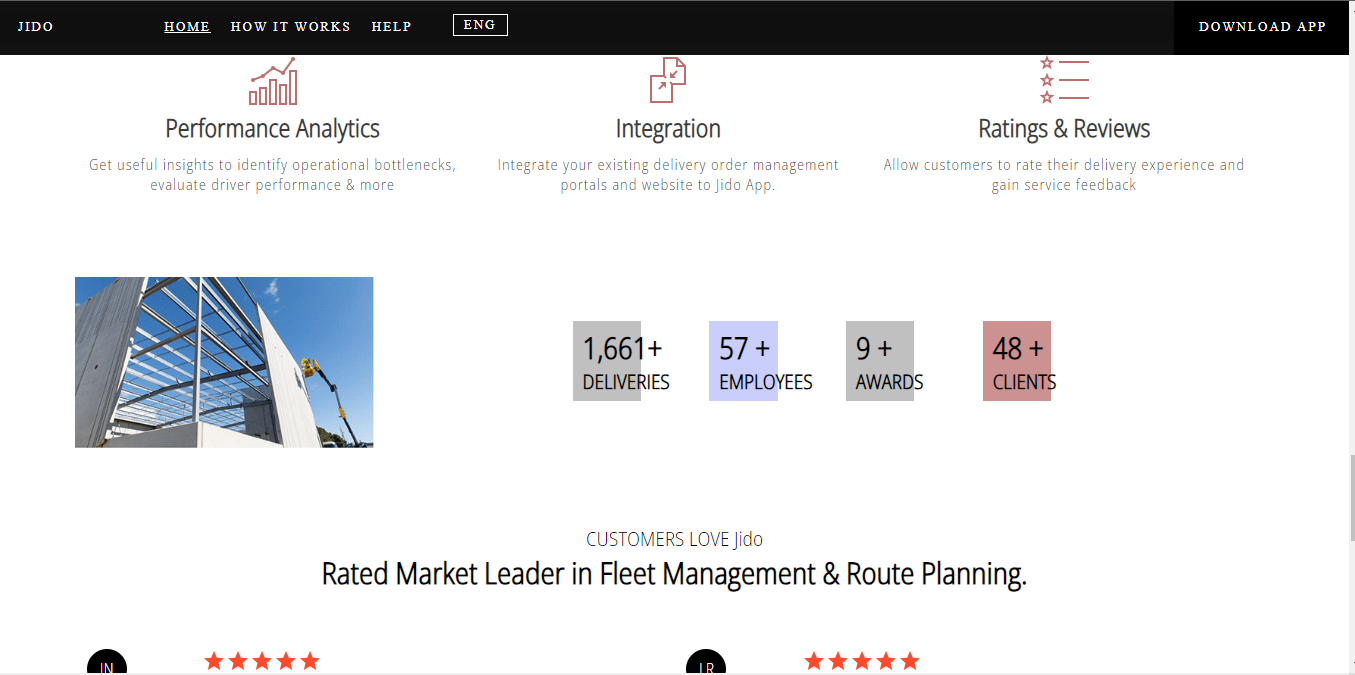 JIDO HOME HOW IT WORKS HELP ENG DOWNLOAD APP
Performance Analytics
Get useful insights to identify operational bottlenecks,
evaluate driver performance & more
Integration
Integrate your existing delivery order management
portals and website to Jido App.
Ratings & Reviews
Allow customers to rate their delivery experience and
gain service feedback
1,661+
DELIVERIES
57 +
EMPLOYEES
9 +
AWARDS
48 +
CLIENTS
CUSTOMERS LOVE Jido
Rated Market Leader in Fleet Management & Route Planning.